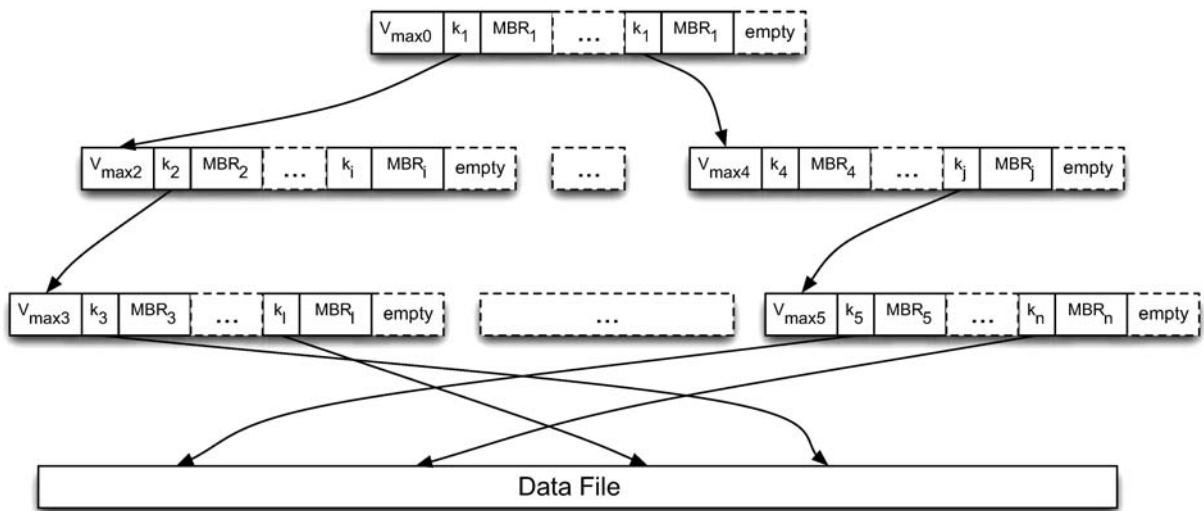 Vmax0 k1 MBR1 ... k1 MBR1 empty
Vmax2 k2 MBR2 ... ki MBRi empty ... Vmax4 k4 MBR4 ... kj MBRj empty
Vmax3 k3 MBR3 ... kl MBRl empty ... Vmax5 k5 MBR5 ... kn MBRn empty
Data File